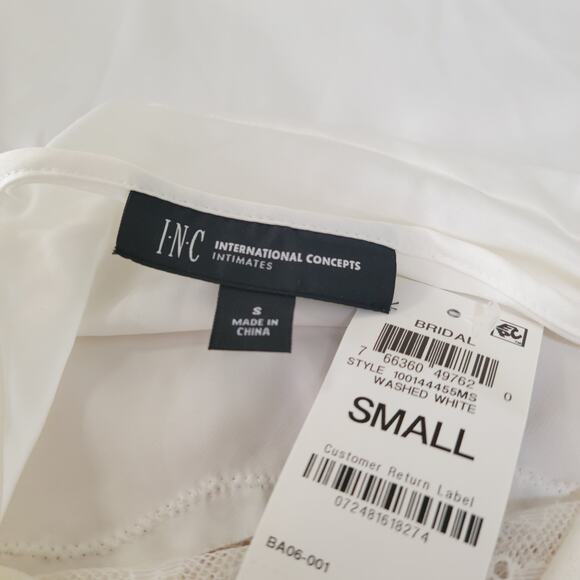 I·N·C INTERNATIONAL CONCEPTS
INTIMATES
S
MADE IN
CHINA
BRIDAL
7 66360 49762 0
STYLE 100144455MS
WASHED WHITE
SMALL
Customer Return Label
072481618274
BA06-001